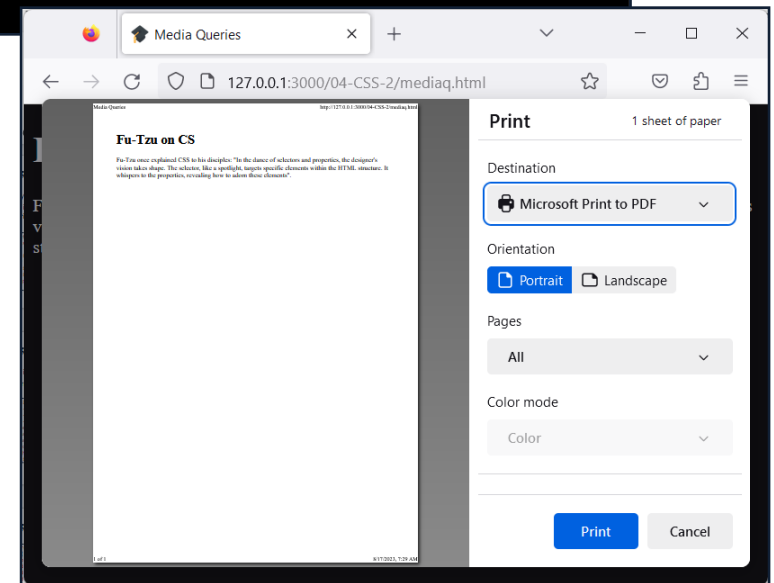 Media Queries
127.0.0.1:3000/04-CSS-2/mediaq.html
Media Queries http://127.0.0.1:3000/04-CSS-2/mediaq.html
Fu-Tzu on CS
Fu-Tzu once explained CSS to his disciples: "In the dance of selectors and properties, the designer's
vision takes shape. The selector, like a spotlight, targets specific elements within the HTML structure. It
whispers to the properties, revealing how to adorn these elements".
1 of 1 8/17/2023, 7:29 AM
Print 1 sheet of paper
Destination
Microsoft Print to PDF
Orientation
Portrait Landscape
Pages
All
Color mode
Color
Print Cancel